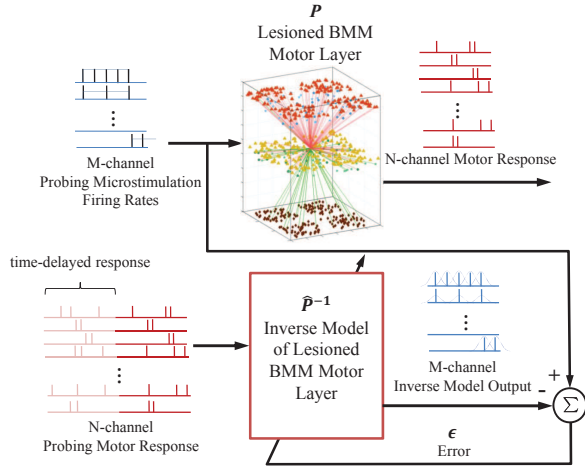 P
Lesioned BMM
Motor Layer
M-channel
Probing Microstimulation
Firing Rates
N-channel Motor Response
time-delayed response
P̂⁻¹
Inverse Model
of Lesioned
BMM Motor
Layer
M-channel
Inverse Model Output
+
-
Σ
N-channel
Probing Motor Response
ϵ
Error